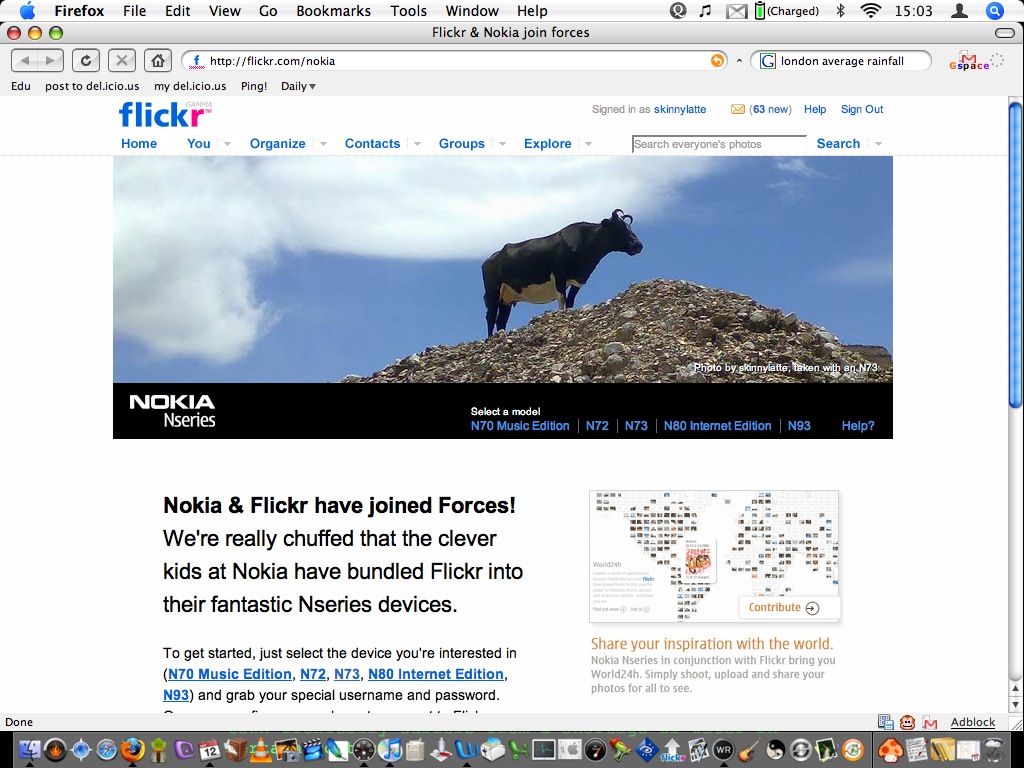 Firefox File Edit View Go Bookmarks Tools Window Help (Charged) 15:03
Flickr & Nokia join forces
http://flickr.com/nokia
london average rainfall
Gspace
Edu post to del.icio.us my del.icio.us Ping! Daily
flickr GAMMA
Signed in as skinnylatte (63 new) Help Sign Out
Home You Organize Contacts Groups Explore Search everyone's photos Search
Photo by skinnylatte, taken with an N73
NOKIA
Nseries
Select a model
N70 Music Edition N72 N73 N80 Internet Edition N93 Help?
Nokia & Flickr have joined Forces!
We're really chuffed that the clever
kids at Nokia have bundled Flickr into
their fantastic Nseries devices.
To get started, just select the device you're interested in
(N70 Music Edition, N72, N73, N80 Internet Edition,
N93) and grab your special username and password.
World24h
Contribute
Share your inspiration with the world.
Nokia Nseries in conjunction with Flickr bring you
World24h. Simply shoot, upload and share your
photos for all to see.
Done
Adblock